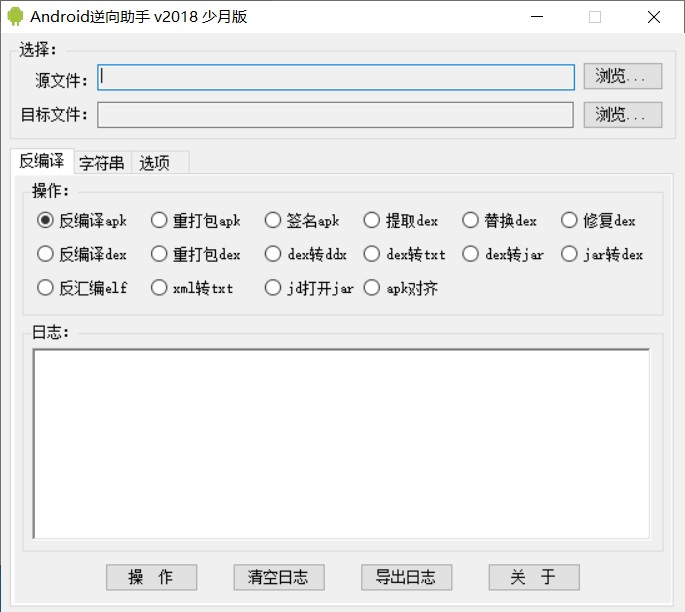 Android逆向助手 v2018 少月版
选择：
源文件：
浏览...
目标文件：
浏览...
反编译 字符串 选项
操作：
反编译apk 重打包apk 签名apk 提取dex 替换dex 修复dex
反编译dex 重打包dex dex转ddx dex转txt dex转jar jar转dex
反汇编elf xml转txt jd打开jar apk对齐
日志：
操 作 清空日志 导出日志 关 于